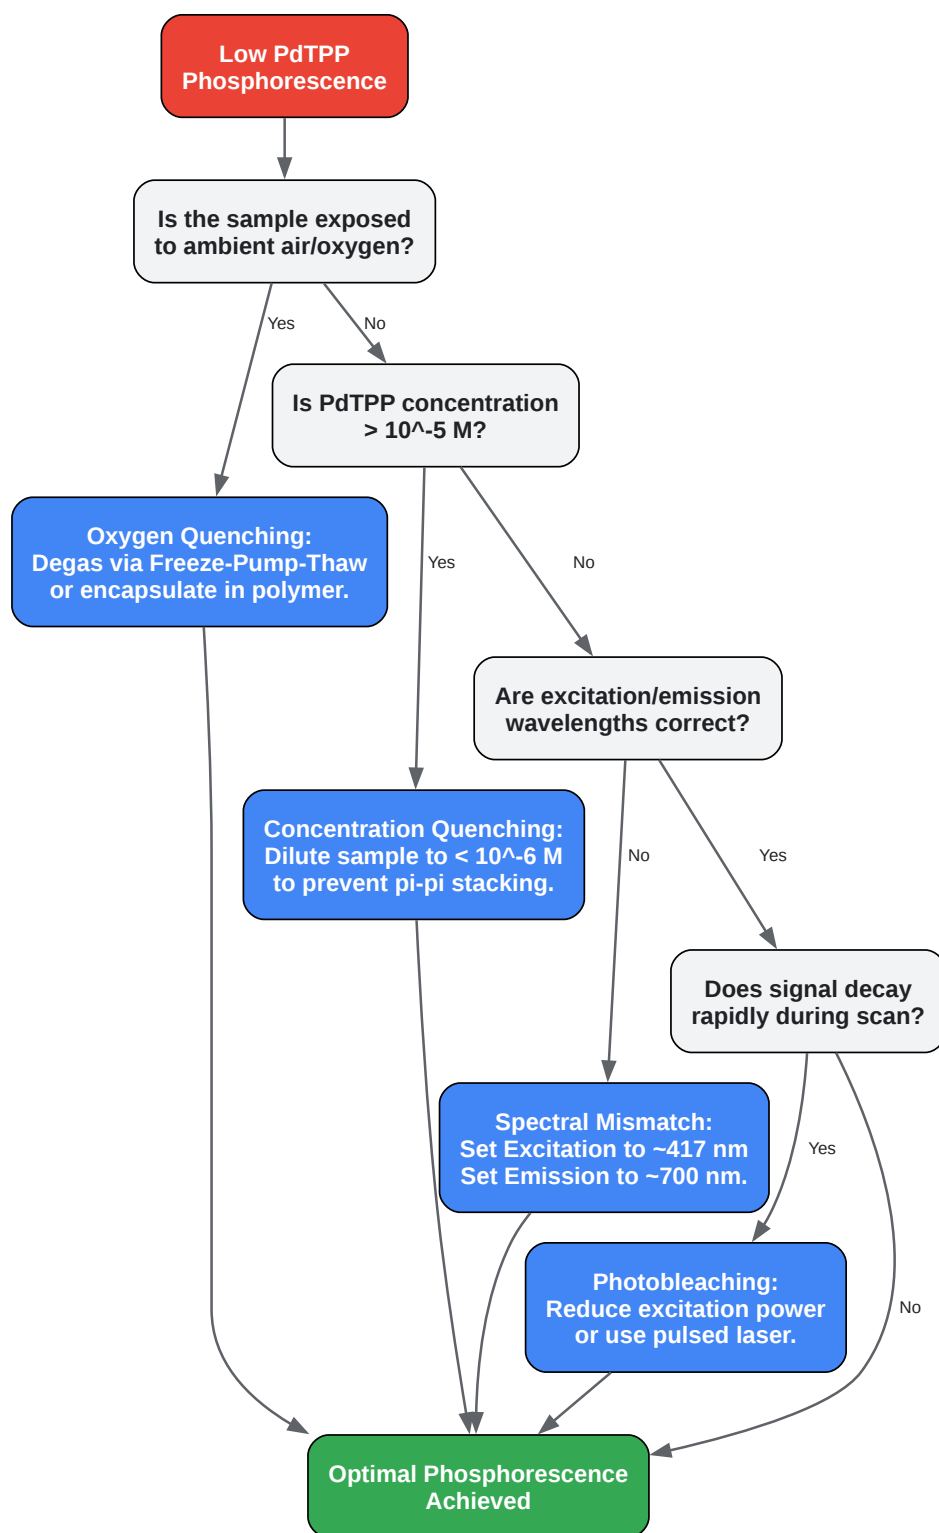 Low PdTPP
Phosphorescence
Is the sample exposed
to ambient air/oxygen?
Yes
No
Is PdTPP concentration
> 10^-5 M?
Oxygen Quenching:
Degas via Freeze-Pump-Thaw
or encapsulate in polymer.
Yes
No
Are excitation/emission
wavelengths correct?
Concentration Quenching:
Dilute sample to < 10^-6 M
to prevent pi-pi stacking.
No
Yes
Does signal decay
rapidly during scan?
Spectral Mismatch:
Set Excitation to ~417 nm
Set Emission to ~700 nm.
Yes
Photobleaching:
Reduce excitation power
or use pulsed laser.
No
Optimal Phosphorescence
Achieved